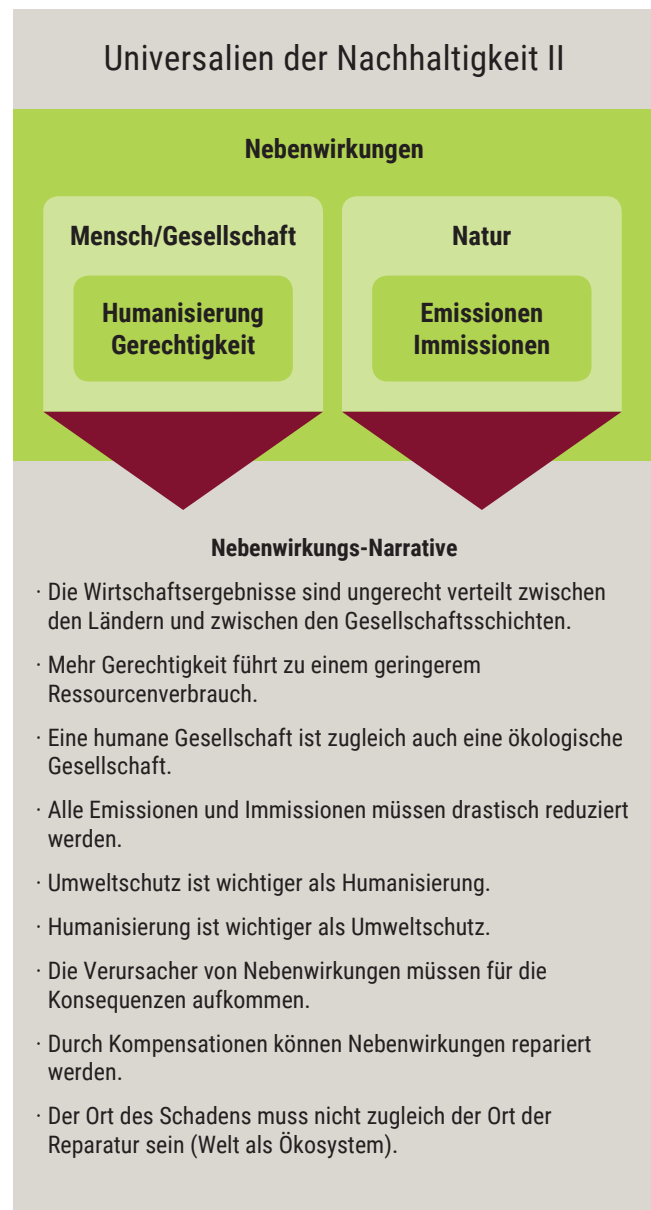 Universalien der Nachhaltigkeit II
Nebenwirkungen
Mensch/Gesellschaft
Humanisierung
Gerechtigkeit
Natur
Emissionen
Immissionen
Nebenwirkungs-Narrative
· Die Wirtschaftsergebnisse sind ungerecht verteilt zwischen
den Ländern und zwischen den Gesellschaftsschichten.
· Mehr Gerechtigkeit führt zu einem geringerem
Ressourcenverbrauch.
· Eine humane Gesellschaft ist zugleich auch eine ökologische
Gesellschaft.
· Alle Emissionen und Immissionen müssen drastisch reduziert
werden.
· Umweltschutz ist wichtiger als Humanisierung.
· Humanisierung ist wichtiger als Umweltschutz.
· Die Verursacher von Nebenwirkungen müssen für die
Konsequenzen aufkommen.
· Durch Kompensationen können Nebenwirkungen repariert
werden.
· Der Ort des Schadens muss nicht zugleich der Ort der
Reparatur sein (Welt als Ökosystem).